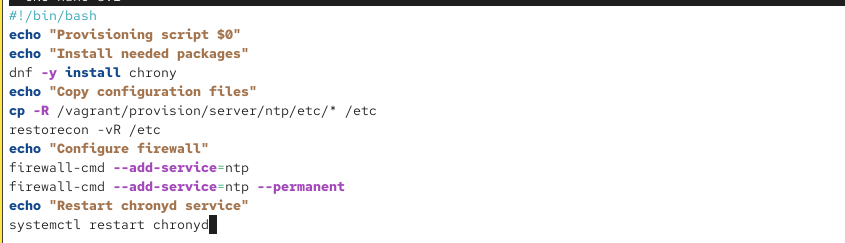 #!/bin/bash
echo "Provisioning script $0"
echo "Install needed packages"
dnf -y install chrony
echo "Copy configuration files"
cp -R /vagrant/provision/server/ntp/etc/* /etc
restorecon -vR /etc
echo "Configure firewall"
firewall-cmd --add-service=ntp
firewall-cmd --add-service=ntp --permanent
echo "Restart chronyd service"
systemctl restart chronyd